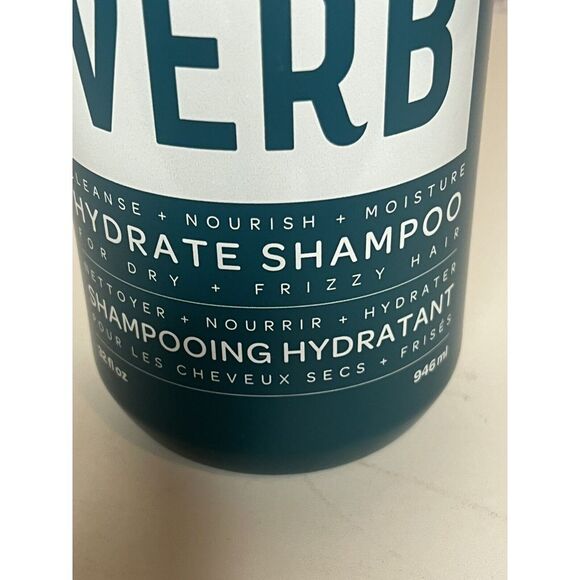 VERB
CLEANSE + NOURISH + MOISTURE
HYDRATE SHAMPOO
FOR DRY + FRIZZY HAIR
NETTOYER + NOURRIR + HYDRATER
SHAMPOOING HYDRATANT
POUR LES CHEVEUX SECS + FRISÉS
32 fl oz 946 ml